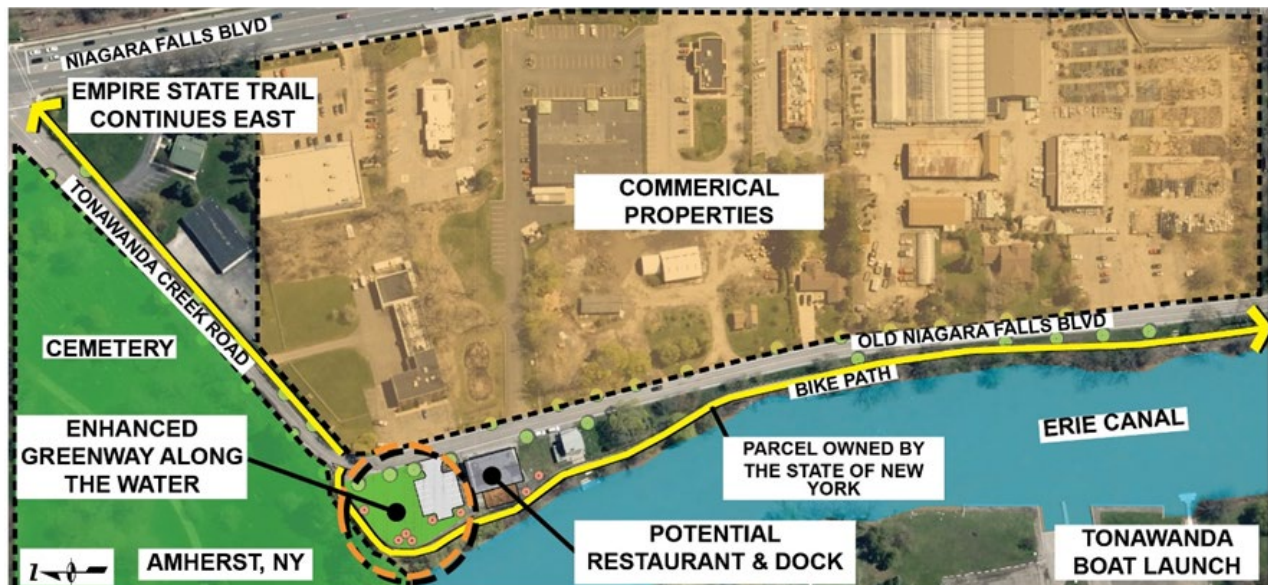 NIAGARA FALLS BLVD
EMPIRE STATE TRAIL
CONTINUES EAST
COMMERICAL
PROPERTIES
TONAWANDA CREEK ROAD
CEMETERY
OLD NIAGARA FALLS BLVD
BIKE PATH
ENHANCED
GREENWAY ALONG
THE WATER
PARCEL OWNED BY
THE STATE OF NEW
YORK
ERIE CANAL
AMHERST, NY
POTENTIAL
RESTAURANT & DOCK
TONAWANDA
BOAT LAUNCH